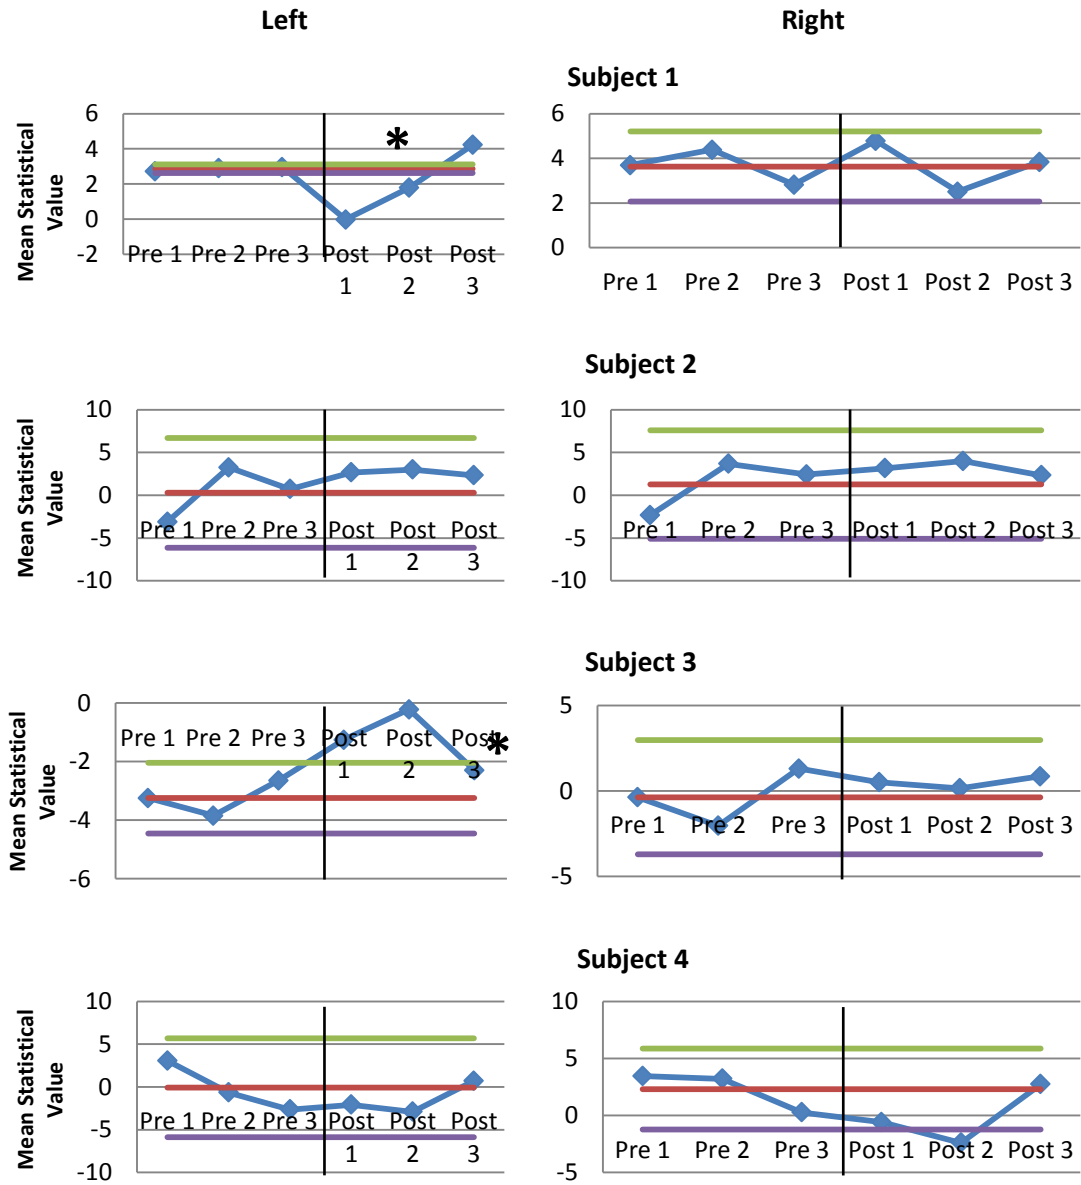 Left Right
Subject 1
Mean Statistical
Value
6
4
2
0
-2
*
Pre 1 Pre 2 Pre 3 Post Post Post
1 2 3
6
4
2
0
Pre 1 Pre 2 Pre 3 Post 1 Post 2 Post 3
Subject 2
Mean Statistical
Value
10
5
0
-5
-10
Pre 1 Pre 2 Pre 3 Post Post Post
1 2 3
10
5
0
-5
-10
Pre 1 Pre 2 Pre 3 Post 1 Post 2 Post 3
Subject 3
Mean Statistical
Value
0
-2
-4
-6
Pre 1 Pre 2 Pre 3 Post Post Post
1 2 3
*
5
0
-5
Pre 1 Pre 2 Pre 3 Post 1 Post 2 Post 3
Subject 4
Mean Statistical
Value
10
5
0
-5
-10
Pre 1 Pre 2 Pre 3 Post Post Post
1 2 3
10
5
0
-5
Pre 1 Pre 2 Pre 3 Post 1 Post 2 Post 3